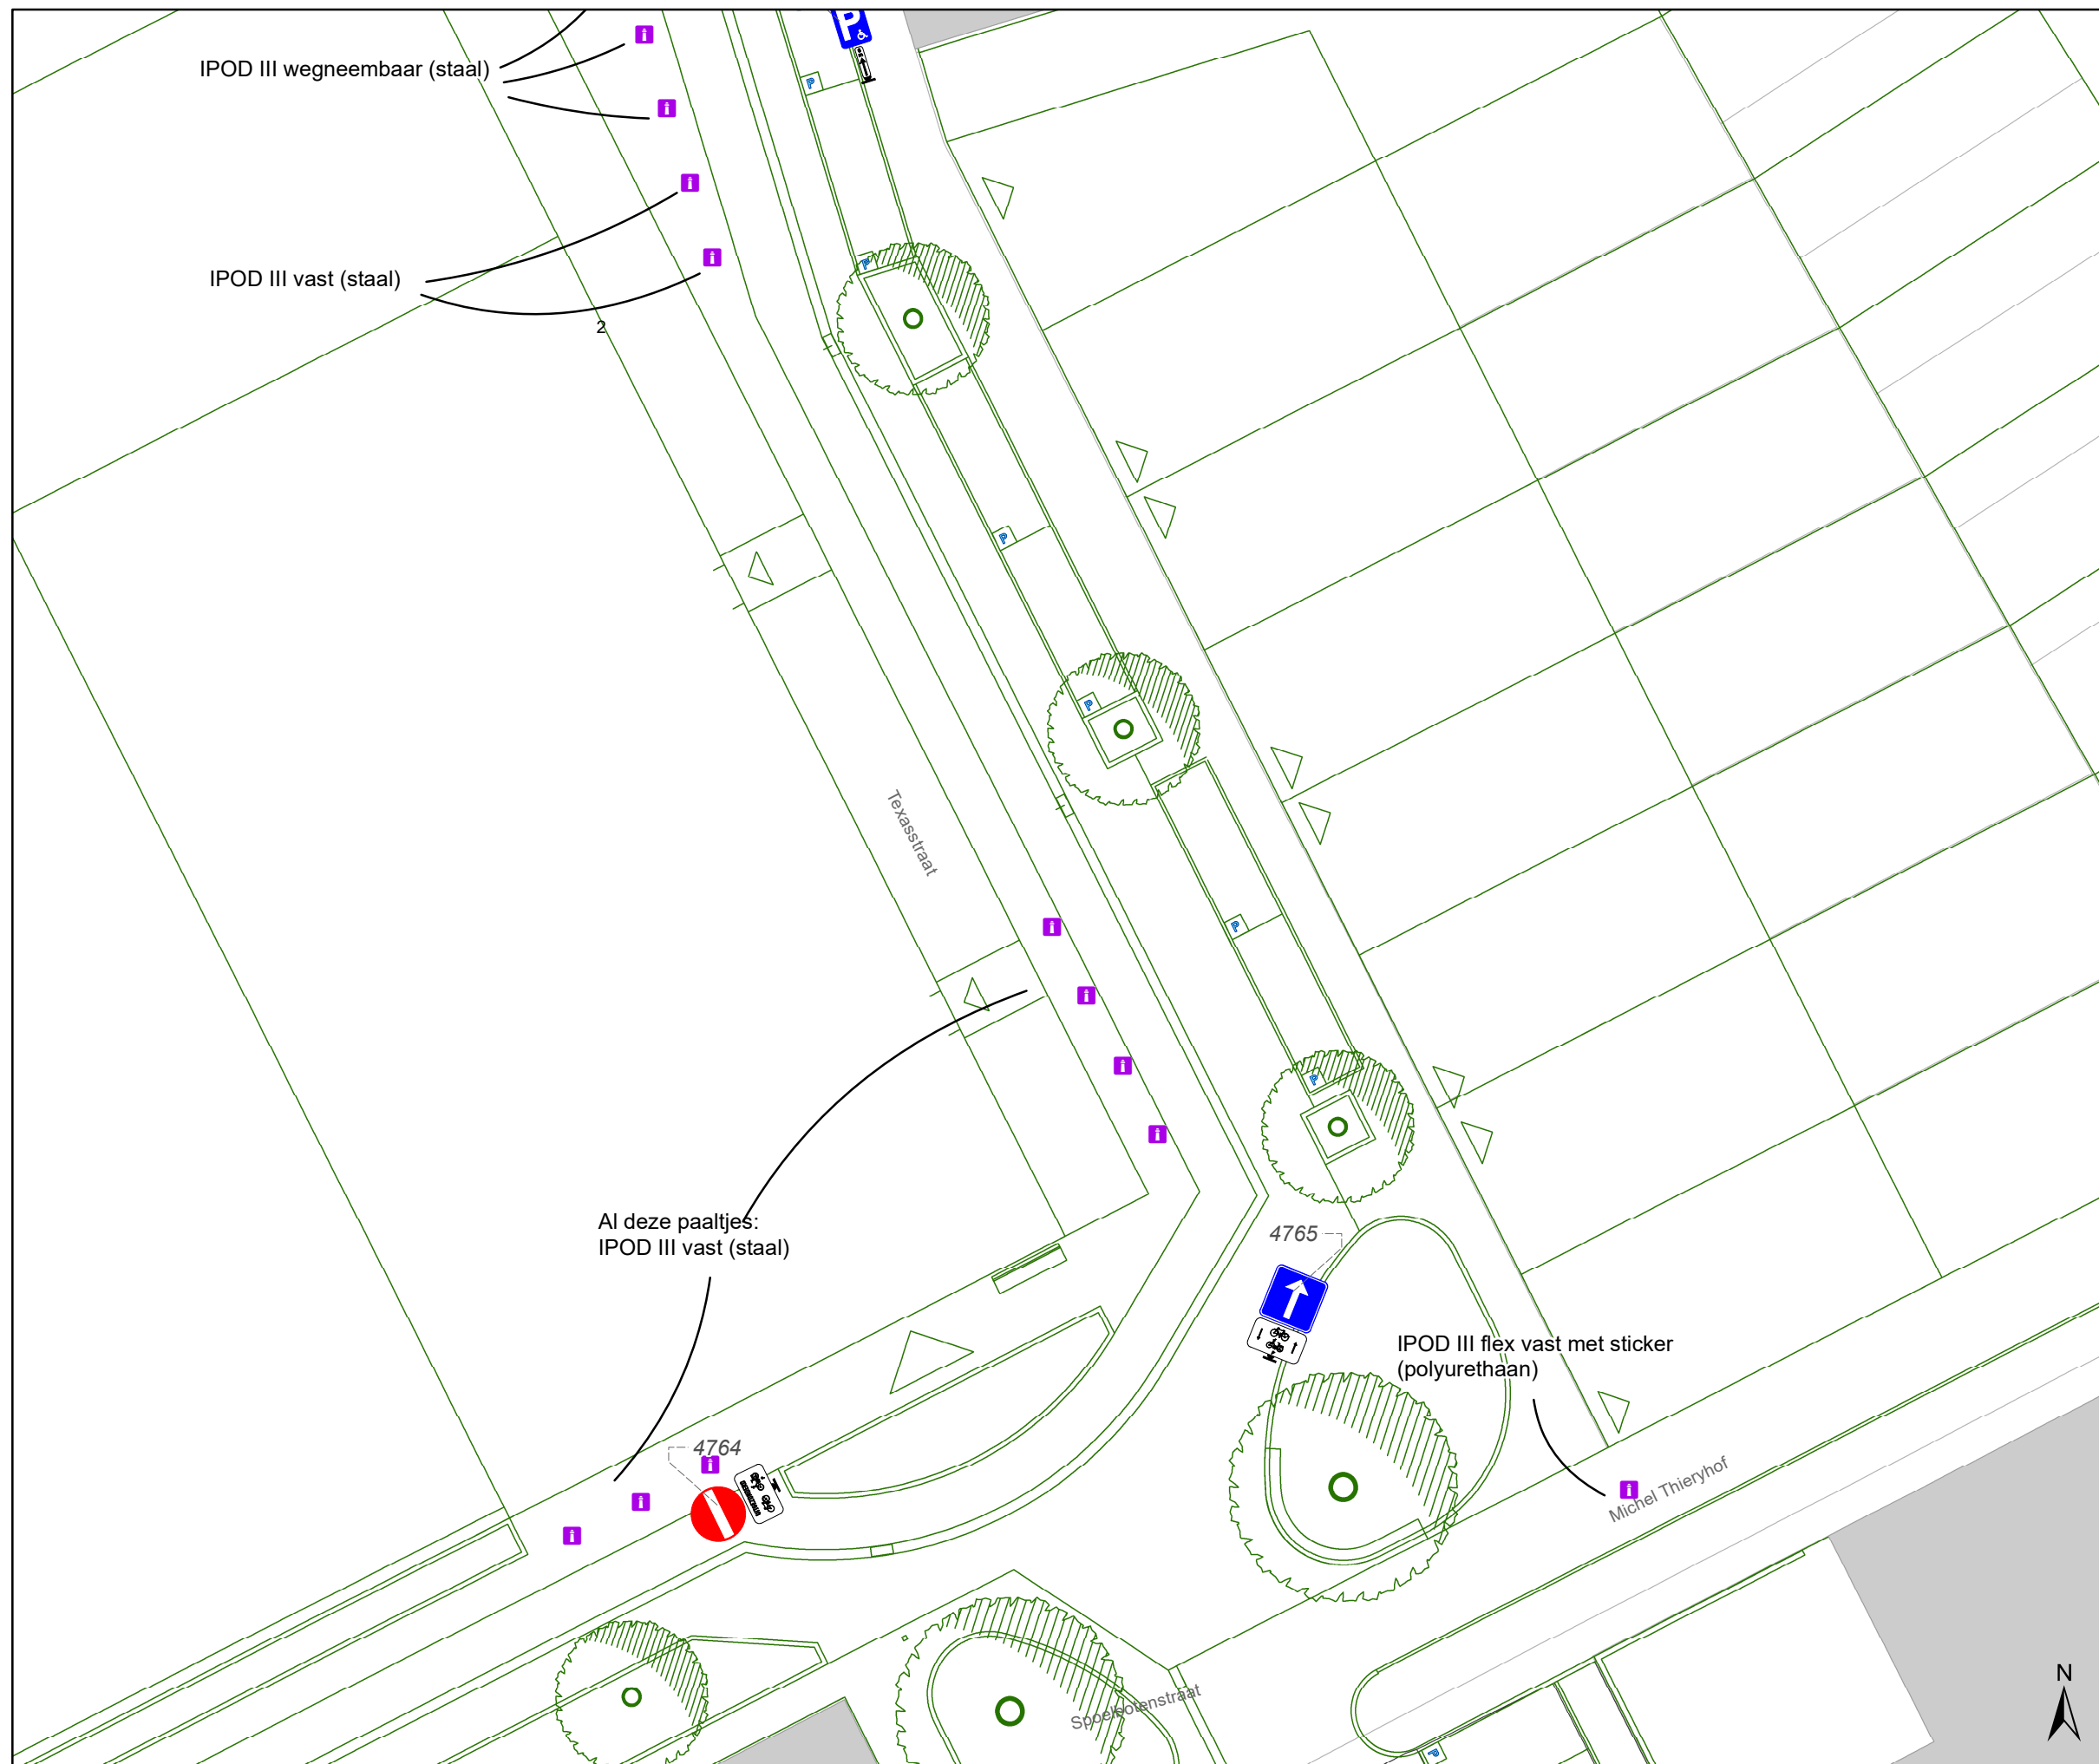 P
IPOD III wegneembaar (staal)
P
P
IPOD III vast (staal)
2
P
P
Texasstraat
P
P
Al deze paaltjes:
IPOD III vast (staal)
4765
IPOD III flex vast met sticker
(polyurethaan)
4764
Michel Thieryhof
Spoelbotenstraat
N
P